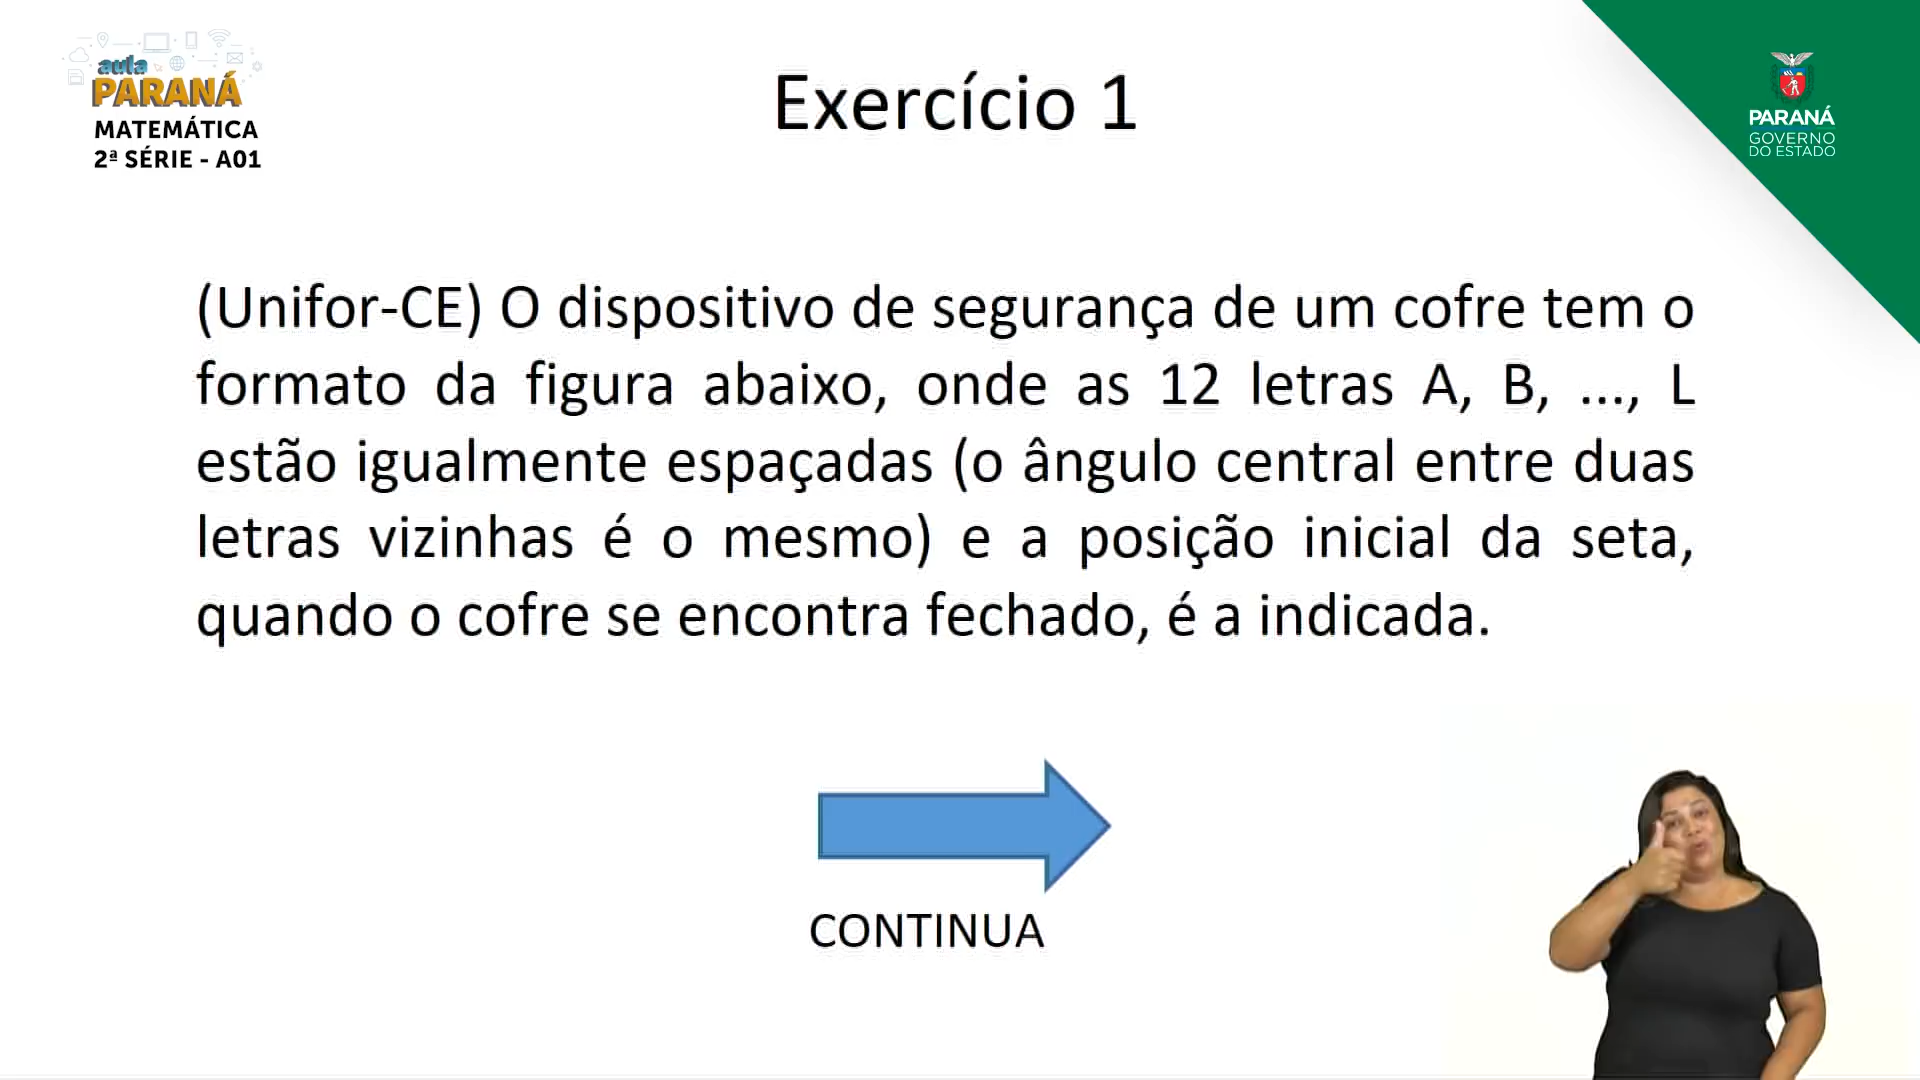 aula
PARANÁ
MATEMÁTICA
2ª SÉRIE - A01
Exercício 1
PARANÁ
GOVERNO
DO ESTADO
(Unifor-CE) O dispositivo de segurança de um cofre tem o
formato da figura abaixo, onde as 12 letras A, B, ..., L
estão igualmente espaçadas (o ângulo central entre duas
letras vizinhas é o mesmo) e a posição inicial da seta,
quando o cofre se encontra fechado, é a indicada.
CONTINUA